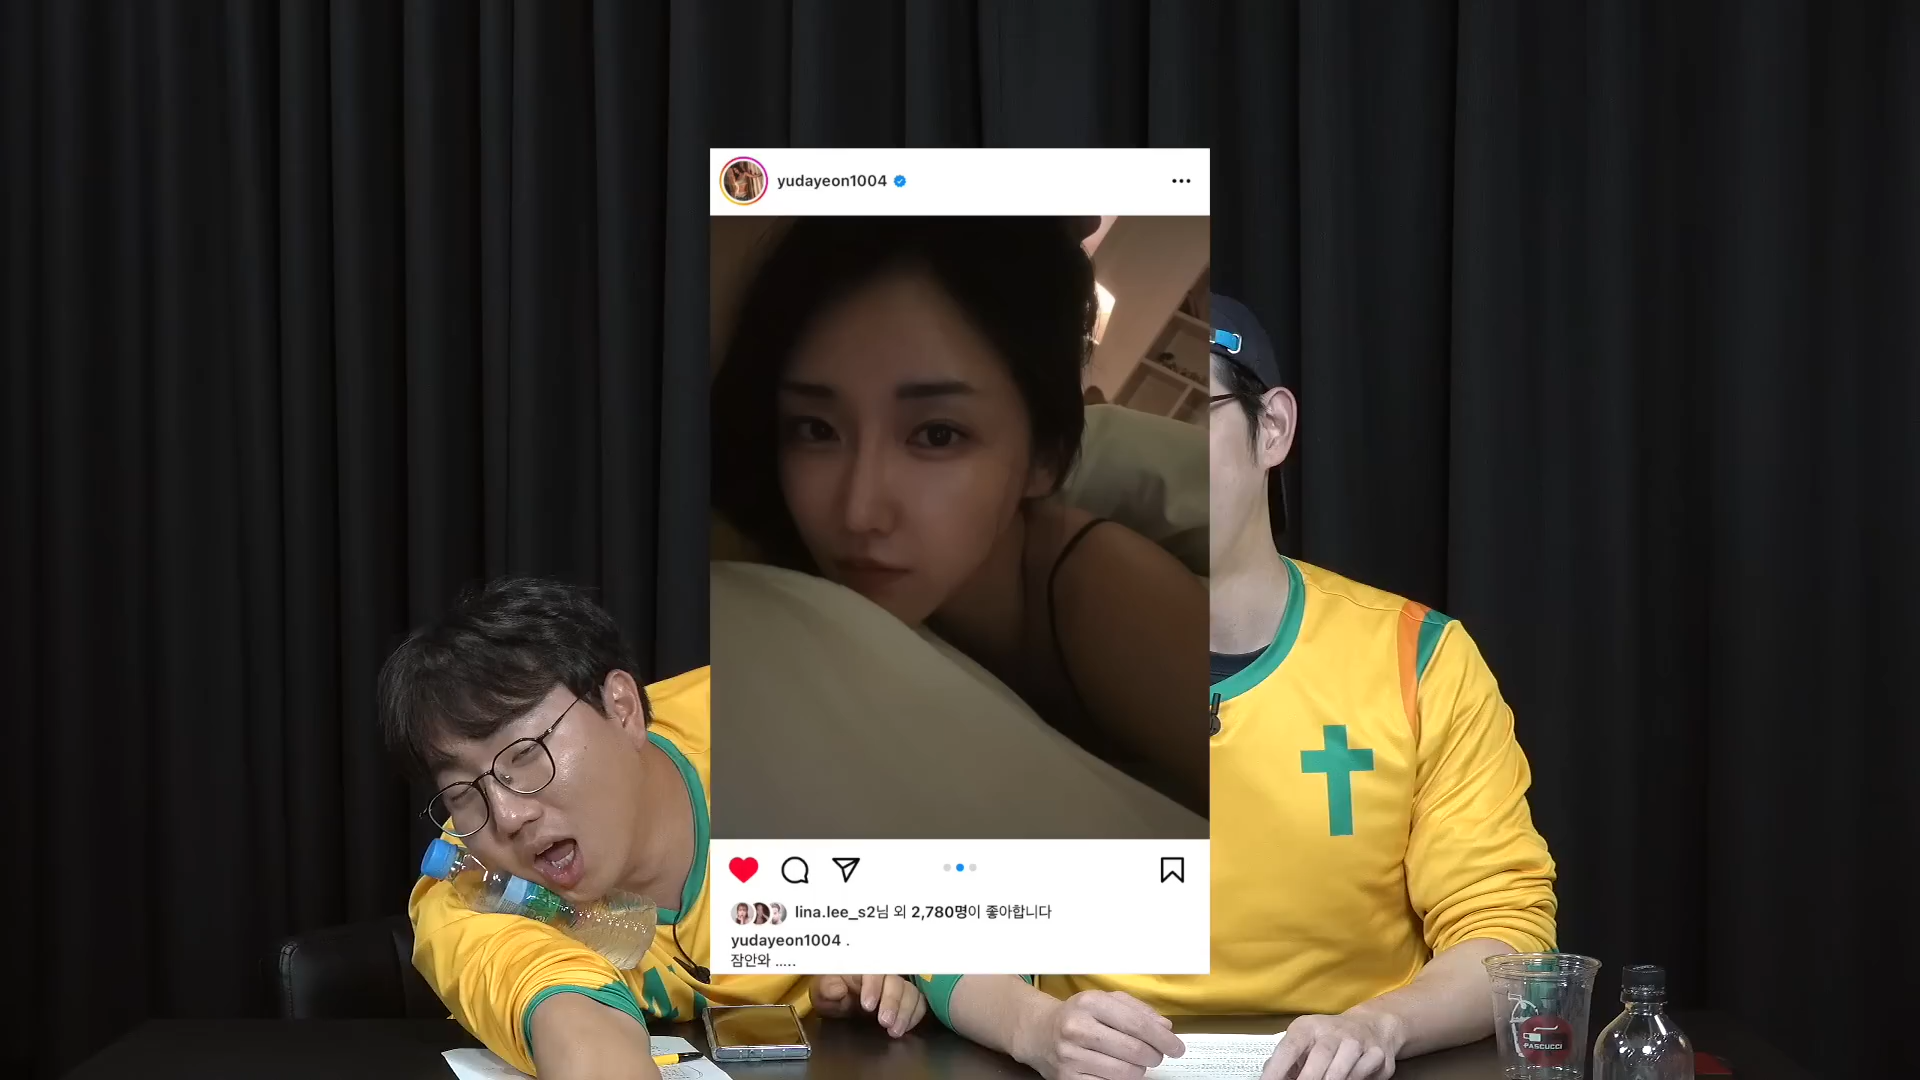 yudayeon1004
lina.lee_s2님 외 2,780명이 좋아합니다
yudayeon1004 .
잠안와 .....
PASCUCCI